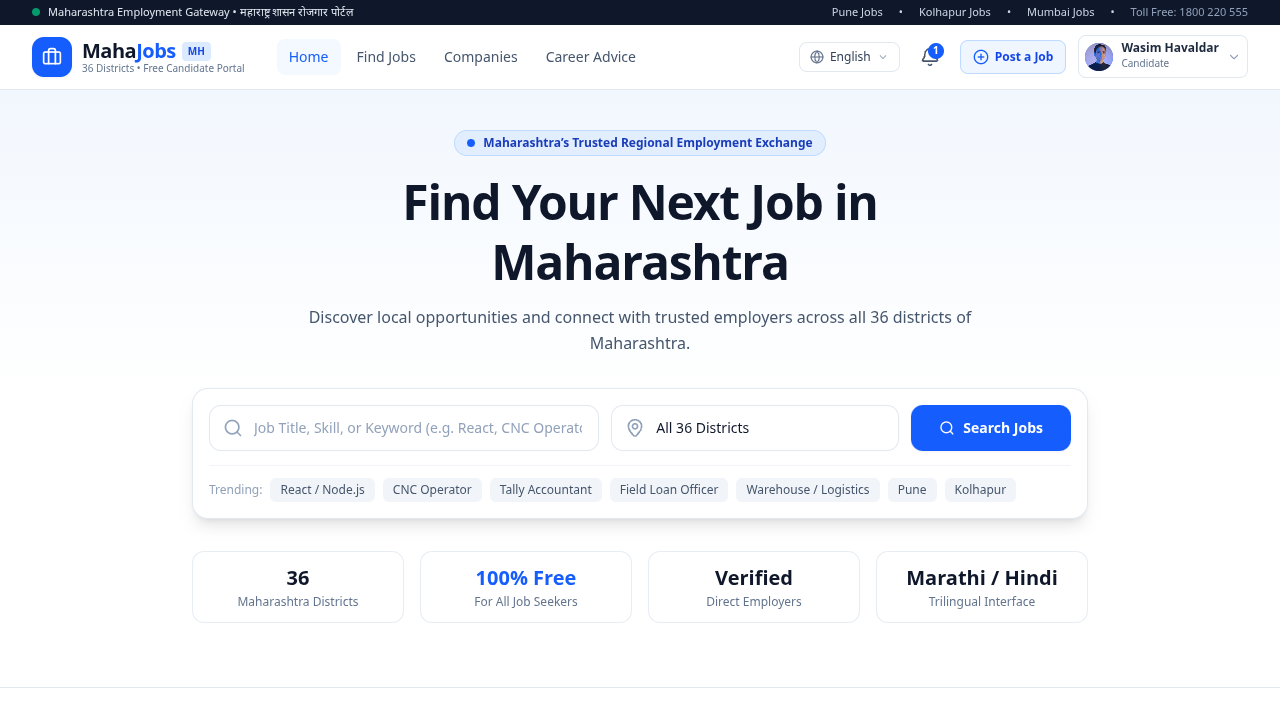 Maharashtra Employment Gateway • महाराष्ट्र शासन रोजगार पोर्टल
Pune Jobs • Kolhapur Jobs • Mumbai Jobs • Toll Free: 1800 220 555
MahaJobs MH
36 Districts • Free Candidate Portal
Home Find Jobs Companies Career Advice
English
1
Post a Job
Wasim Havaldar
Candidate
Maharashtra’s Trusted Regional Employment Exchange
Find Your Next Job in
Maharashtra
Discover local opportunities and connect with trusted employers across all 36 districts of
Maharashtra.
Job Title, Skill, or Keyword (e.g. React, CNC Operato
All 36 Districts
Search Jobs
Trending: React / Node.js CNC Operator Tally Accountant Field Loan Officer Warehouse / Logistics Pune Kolhapur
36
Maharashtra Districts
100% Free
For All Job Seekers
Verified
Direct Employers
Marathi / Hindi
Trilingual Interface